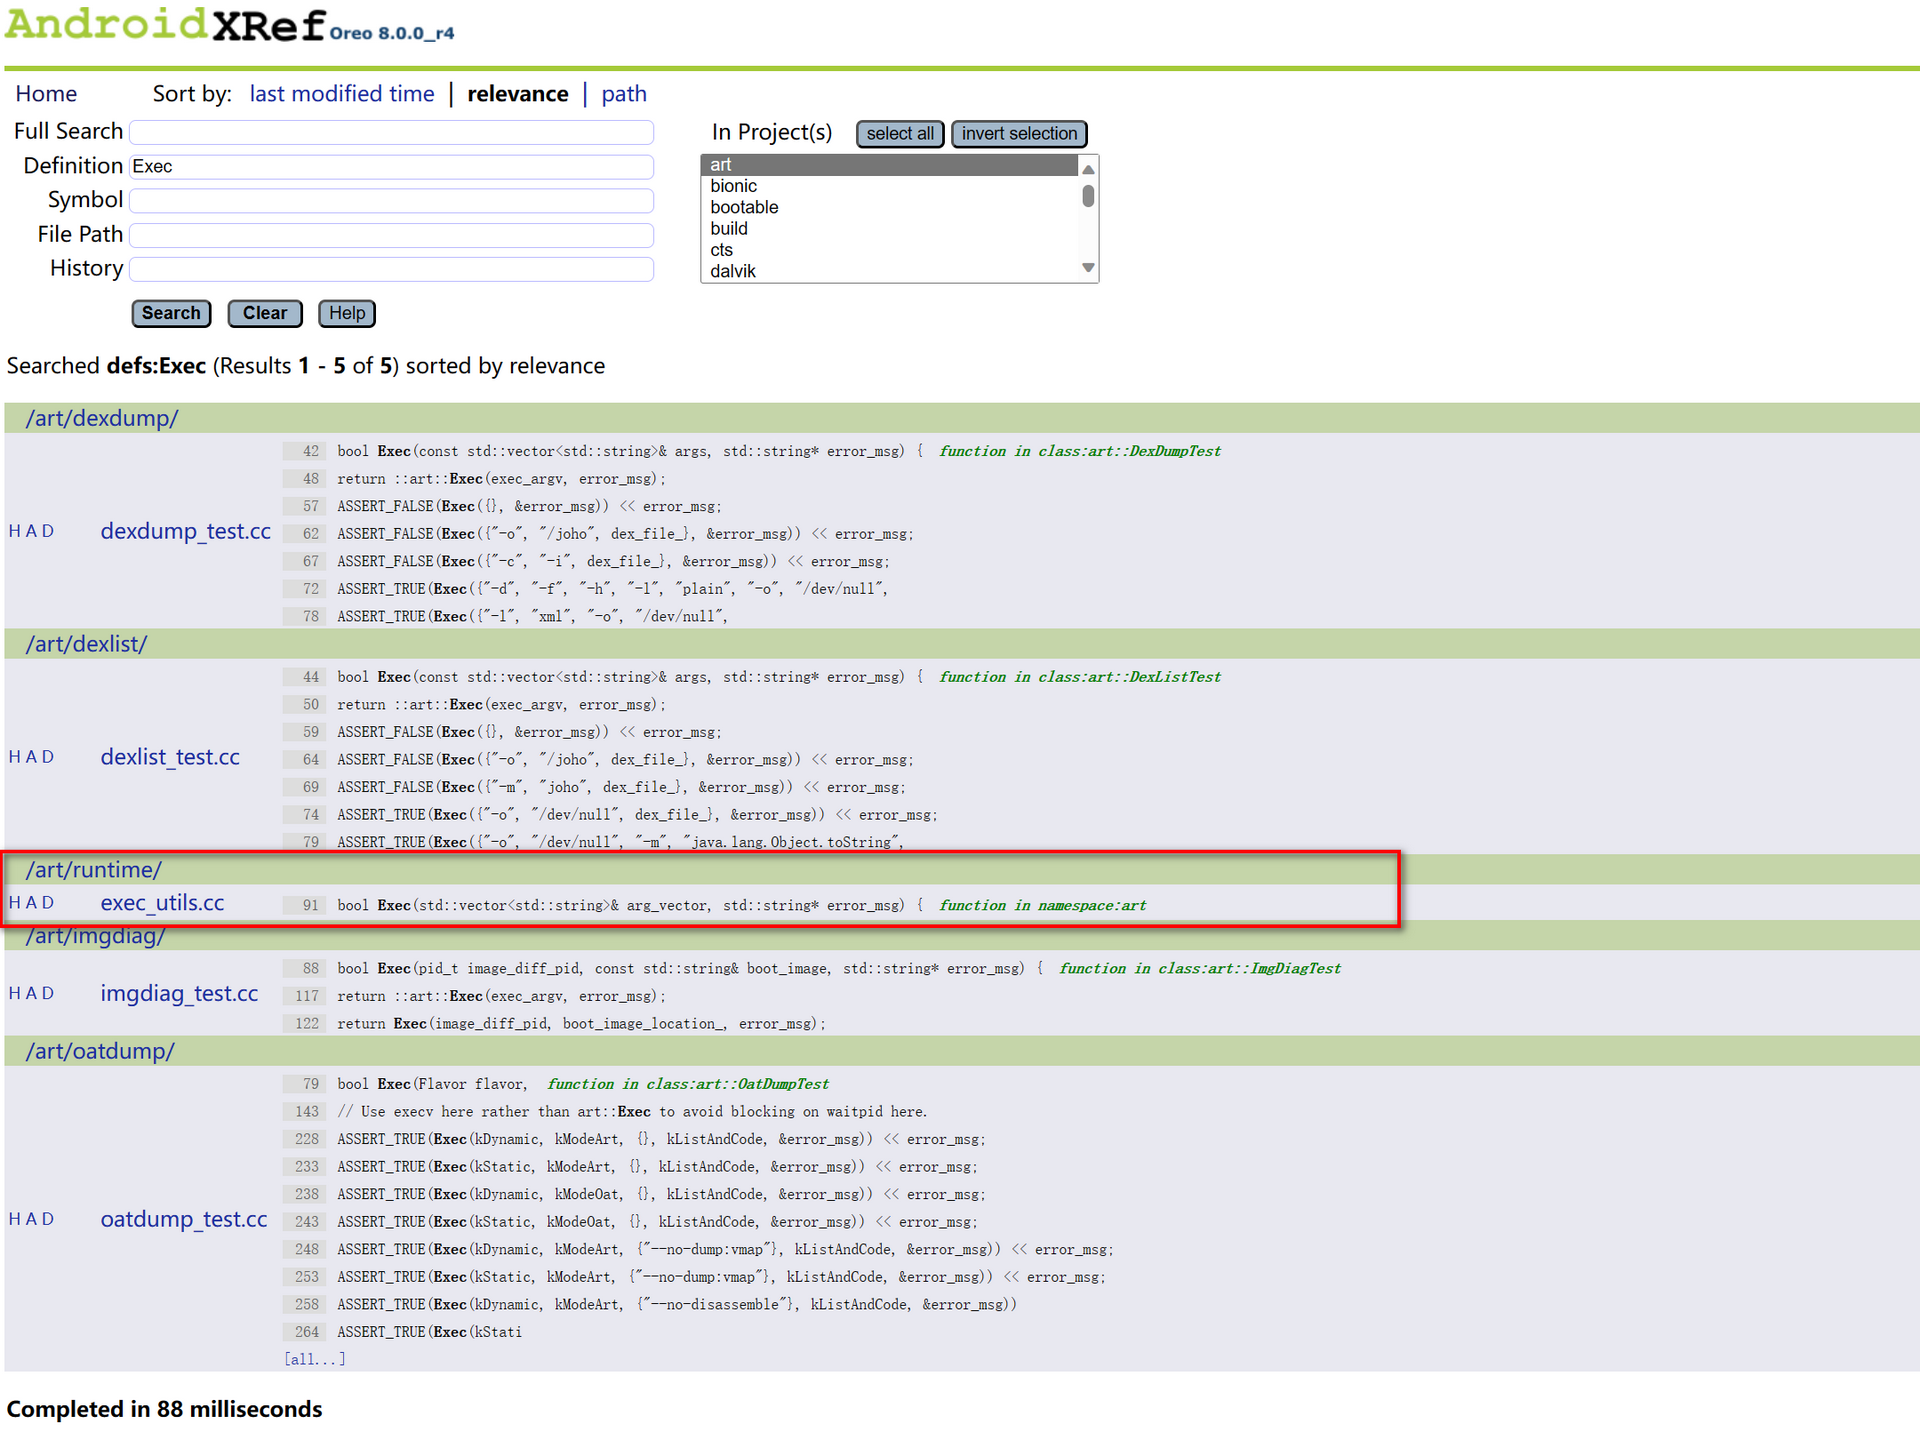 AndroidXRef Oreo 8.0.0_r4
Home Sort by: last modified time | relevance | path
Full Search
In Project(s) select all invert selection
Definition Exec
Symbol
File Path
History
art
bionic
bootable
build
cts
dalvik
Search Clear Help
Searched defs:Exec (Results 1 - 5 of 5) sorted by relevance
/art/dexdump/
H A D dexdump_test.cc
42 bool Exec(const std::vector<std::string>& args, std::string* error_msg) { function in class:art::DexDumpTest
48 return ::art::Exec(exec_argv, error_msg);
57 ASSERT_FALSE(Exec({}, &error_msg)) << error_msg;
62 ASSERT_FALSE(Exec({"-o", "/joho", dex_file_}, &error_msg)) << error_msg;
67 ASSERT_FALSE(Exec({"-c", "-i", dex_file_}, &error_msg)) << error_msg;
72 ASSERT_TRUE(Exec({"-d", "-f", "-h", "-l", "plain", "-o", "/dev/null",
78 ASSERT_TRUE(Exec({"-l", "xml", "-o", "/dev/null",
/art/dexlist/
H A D dexlist_test.cc
44 bool Exec(const std::vector<std::string>& args, std::string* error_msg) { function in class:art::DexListTest
50 return ::art::Exec(exec_argv, error_msg);
59 ASSERT_FALSE(Exec({}, &error_msg)) << error_msg;
64 ASSERT_FALSE(Exec({"-o", "/joho", dex_file_}, &error_msg)) << error_msg;
69 ASSERT_FALSE(Exec({"-m", "joho", dex_file_}, &error_msg)) << error_msg;
74 ASSERT_TRUE(Exec({"-o", "/dev/null", dex_file_}, &error_msg)) << error_msg;
79 ASSERT_TRUE(Exec({"-o", "/dev/null", "-m", "java.lang.Object.toString",
/art/runtime/
H A D exec_utils.cc 91 bool Exec(std::vector<std::string>& arg_vector, std::string* error_msg) { function in namespace:art
/art/imgdiag/
H A D imgdiag_test.cc
88 bool Exec(pid_t image_diff_pid, const std::string& boot_image, std::string* error_msg) { function in class:art::ImgDiagTest
117 return ::art::Exec(exec_argv, error_msg);
122 return Exec(image_diff_pid, boot_image_location_, error_msg);
/art/oatdump/
H A D oatdump_test.cc
79 bool Exec(Flavor flavor, function in class:art::OatDumpTest
143 // Use execv here rather than art::Exec to avoid blocking on waitpid here.
228 ASSERT_TRUE(Exec(kDynamic, kModeArt, {}, kListAndCode, &error_msg)) << error_msg;
233 ASSERT_TRUE(Exec(kStatic, kModeArt, {}, kListAndCode, &error_msg)) << error_msg;
238 ASSERT_TRUE(Exec(kDynamic, kModeOat, {}, kListAndCode, &error_msg)) << error_msg;
243 ASSERT_TRUE(Exec(kStatic, kModeOat, {}, kListAndCode, &error_msg)) << error_msg;
248 ASSERT_TRUE(Exec(kDynamic, kModeArt, {"--no-dump:vmap"}, kListAndCode, &error_msg)) << error_msg;
253 ASSERT_TRUE(Exec(kStatic, kModeArt, {"--no-dump:vmap"}, kListAndCode, &error_msg)) << error_msg;
258 ASSERT_TRUE(Exec(kDynamic, kModeArt, {"--no-disassemble"}, kListAndCode, &error_msg))
264 ASSERT_TRUE(Exec(kStati
[all...]
Completed in 88 milliseconds